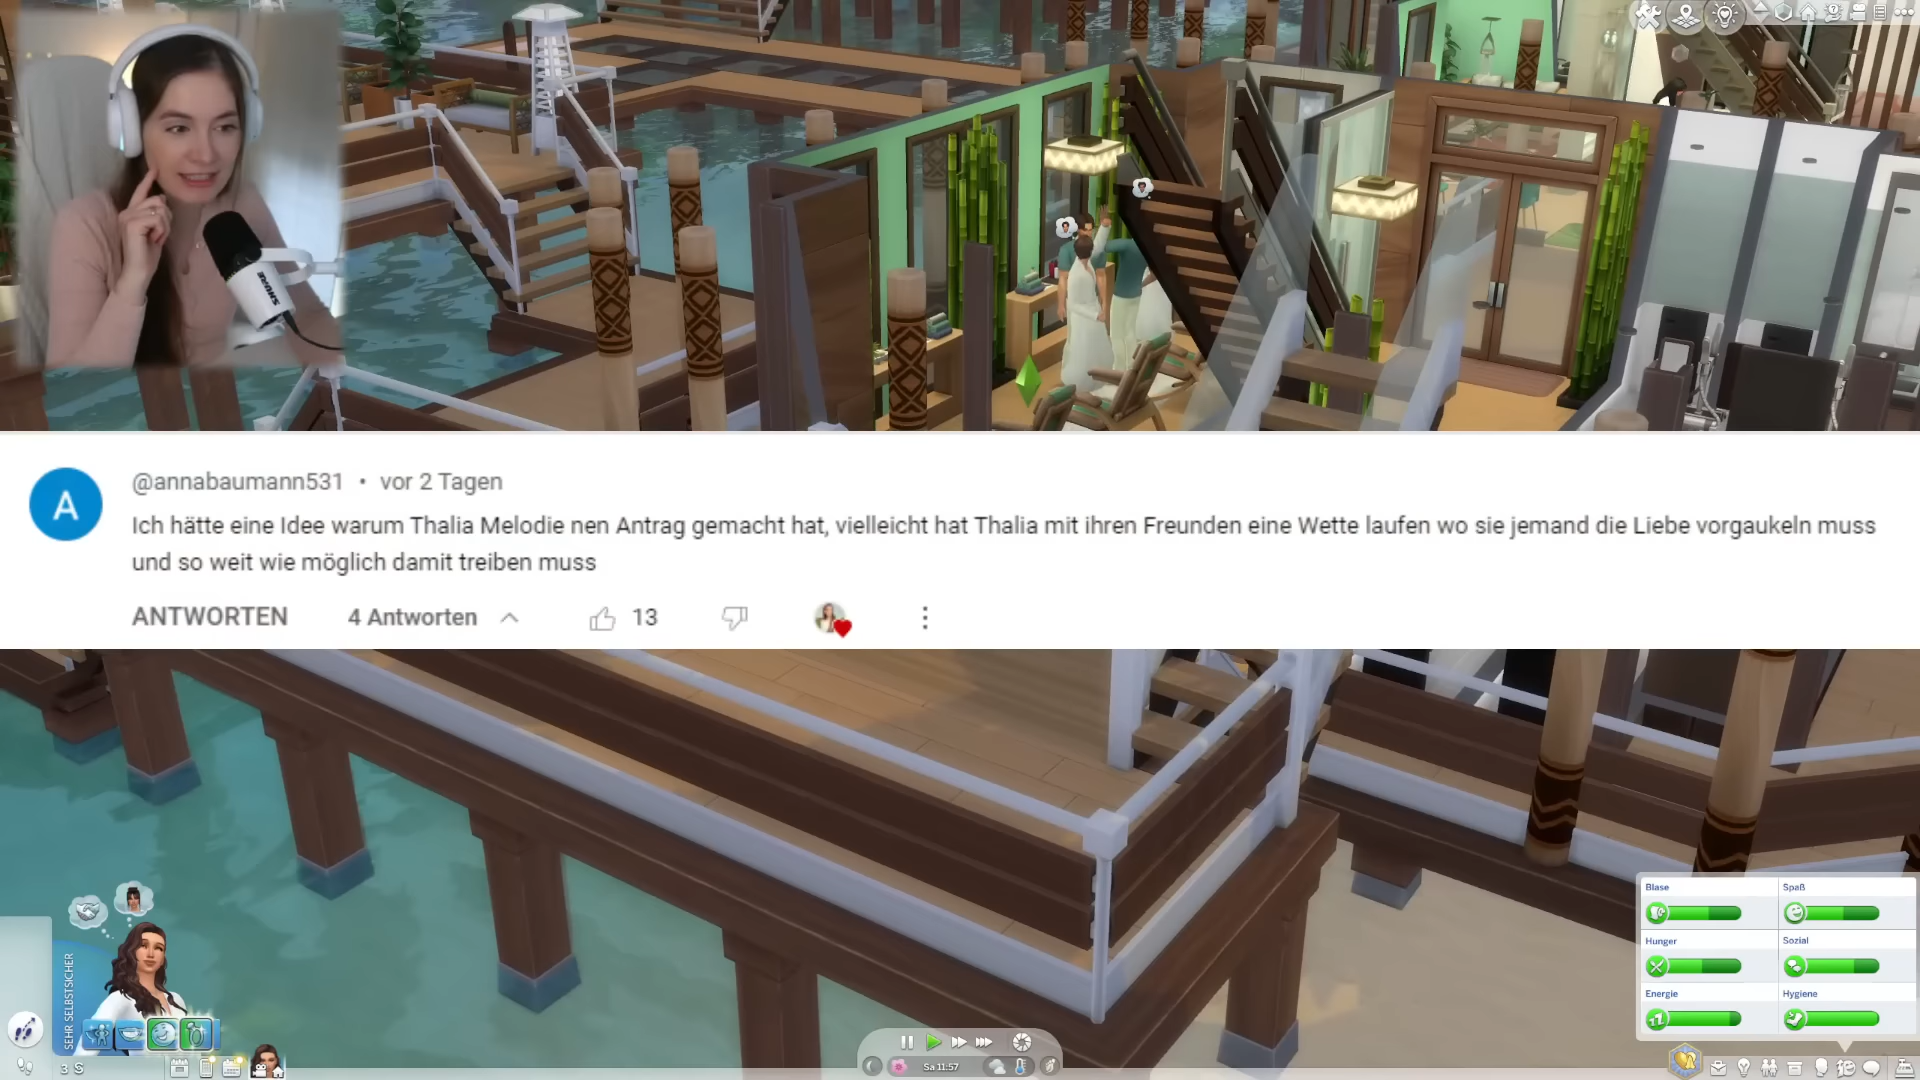 SHURE
@annabaumann531 • vor 2 Tagen
A
Ich hätte eine Idee warum Thalia Melodie nen Antrag gemacht hat, vielleicht hat Thalia mit ihren Freunden eine Wette laufen wo sie jemand die Liebe vorgaukeln muss
und so weit wie möglich damit treiben muss
ANTWORTEN 4 Antworten 13
Blase Spaß
Hunger Sozial
Energie Hygiene
SEHR SELBSTSICHER
3 S
Sa 11:57